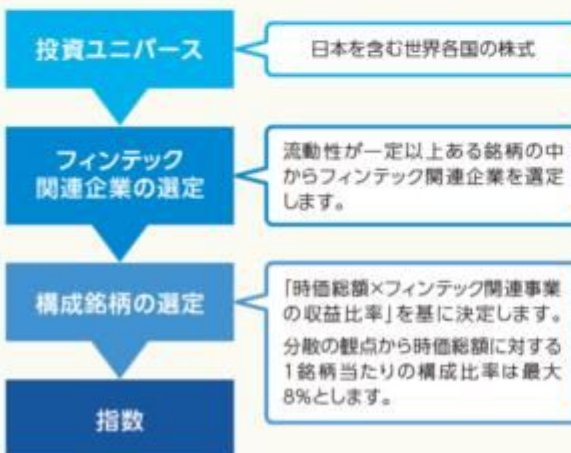 投資ユニバース
日本を含む世界各国の株式
フィンテック
関連企業の選定
流動性が一定以上ある銘柄の中
からフィンテック関連企業を選定
します。
構成銘柄の選定
「時価総額×フィンテック関連事業
の収益比率」を基に決定します。
分散の観点から時価総額に対する
1銘柄当たりの構成比率は最大
8%とします。
指数